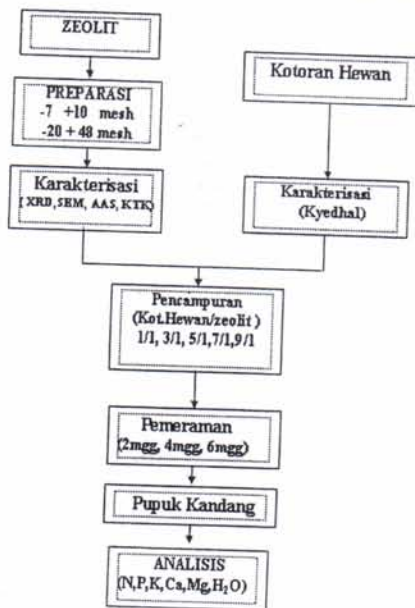 ZEOLIT
PREPARASI
-7 +10 mesh
-20 + 48 mesh
Karakterisasi
( XRD, SEM, AAS, KTK)
Kotoran Hewan
Karakterisasi
(Kyedhal)
Pencampuran
(Kot.Hewan/zeolit )
1/1, 3/1, 5/1,7/1,9/1
Pemeraman
(2mgg, 4mgg, 6mgg)
Pupuk Kandang
ANALISIS
(N,P,K,Ca,Mg,H₂O)